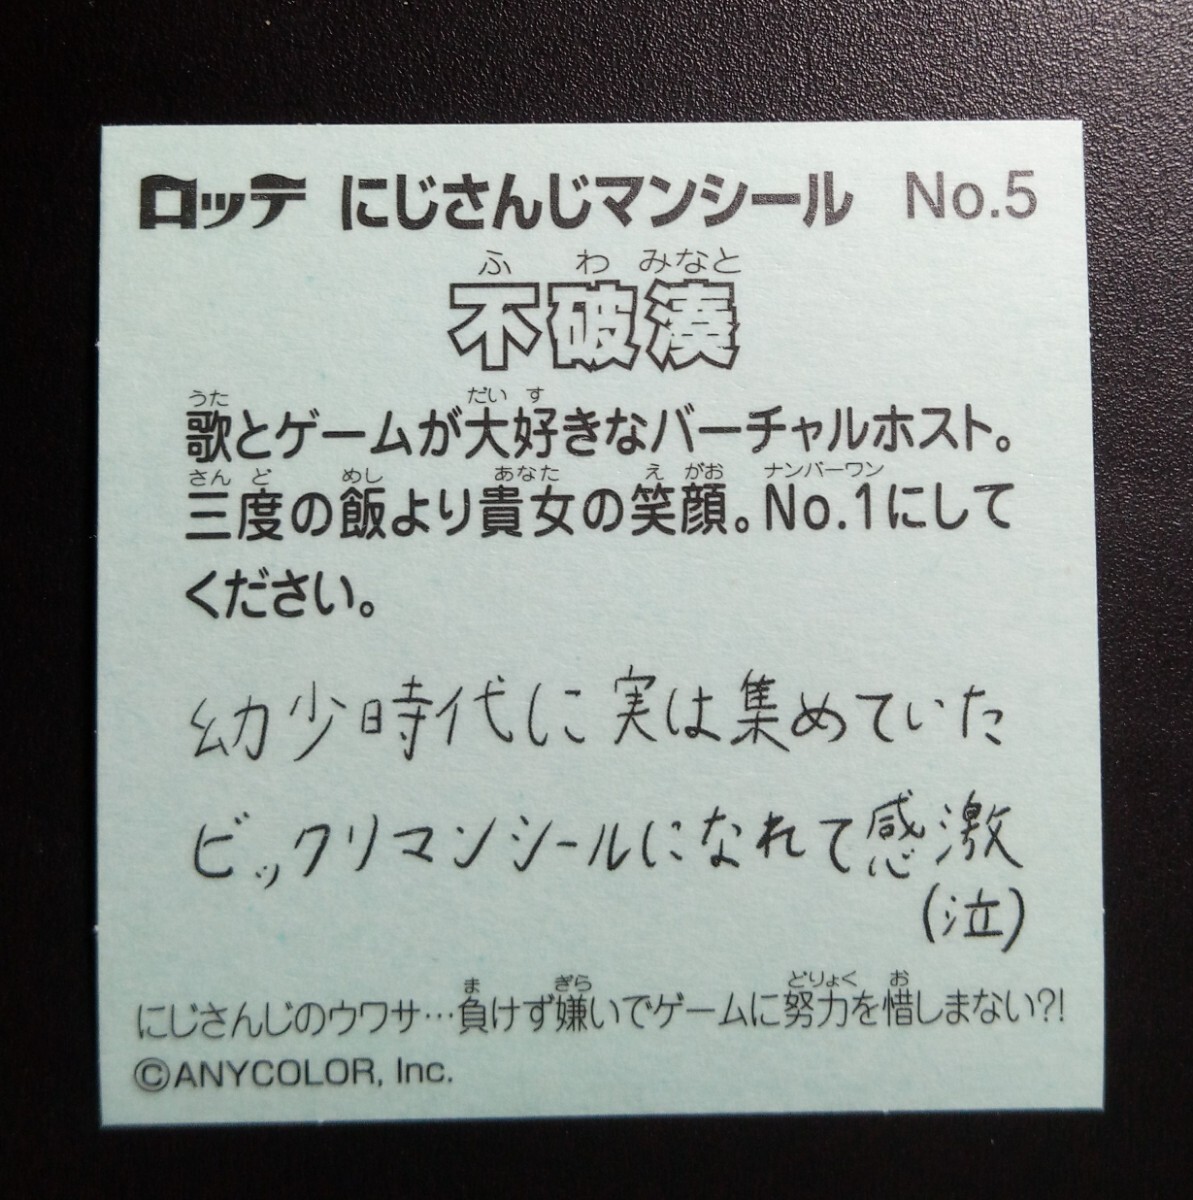 ロッテ にじさんじマンシール No.5
ふ わ みなと
不破湊
うた だい す
歌とゲームが大好きなバーチャルホスト。
さん ど めし あなた え がお ナンバーワン
三度の飯より貴女の笑顔。No.1にして
ください。
幼少時代に実は集めていた
ビックリマンシールになれて感激
(泣)
ま ぎら どりょく お
にじさんじのウワサ…負けず嫌いでゲームに努力を惜しまない?!
©ANYCOLOR, Inc.